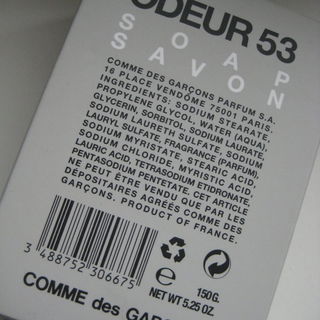 ODEUR 53
SOAP
SAVON
COMME DES GARÇONS PARFUM S.A.
16 PLACE VENDÔME 75001 PARIS.
INGREDIENTS: SODIUM STEARATE,
PROPYLENE GLYCOL, WATER (AQUA),
GLYCERIN, SORBITOL, SODIUM LAURATE,
SODIUM LAURETH SULFATE, SODIUM
LAURYL SULFATE, FRAGRANCE (PARFUM),
SODIUM MYRISTATE, STEARIC ACID,
SODIUM CHLORIDE, MYRISTIC ACID,
LAURIC ACID, TETRASODIUM ETIDRONATE,
PENTASODIUM PENTETATE. CET ARTICLE
NE PEUT ÊTRE VENDU QUE PAR LES
DÉPOSITAIRES AGRÉÉS COMME DES
GARÇONS. PRODUCT OF FRANCE.
3 488752 306675
e 150G.
NET WT 5.25 OZ
COMME des GARÇ